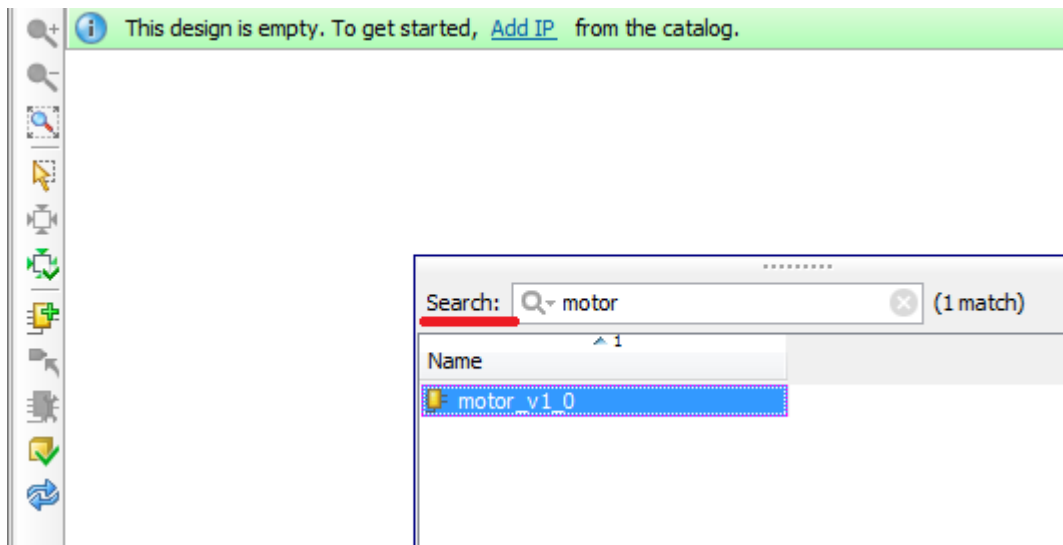 This design is empty. To get started, Add IP from the catalog.
Search: motor (1 match)
1
Name
motor_v1_0